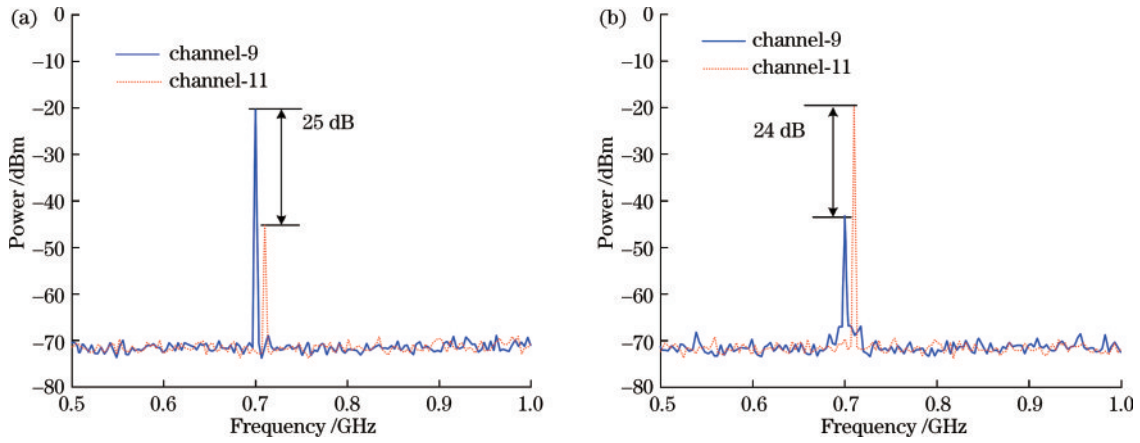 (a)
0
−10
−20
−30
−40
−50
−60
−70
−80
Power /dBm
channel-9
channel-11
25 dB
0.5 0.6 0.7 0.8 0.9 1.0
Frequency /GHz
(b)
0
−10
−20
−30
−40
−50
−60
−70
−80
Power /dBm
channel-9
channel-11
24 dB
0.5 0.6 0.7 0.8 0.9 1.0
Frequency /GHz